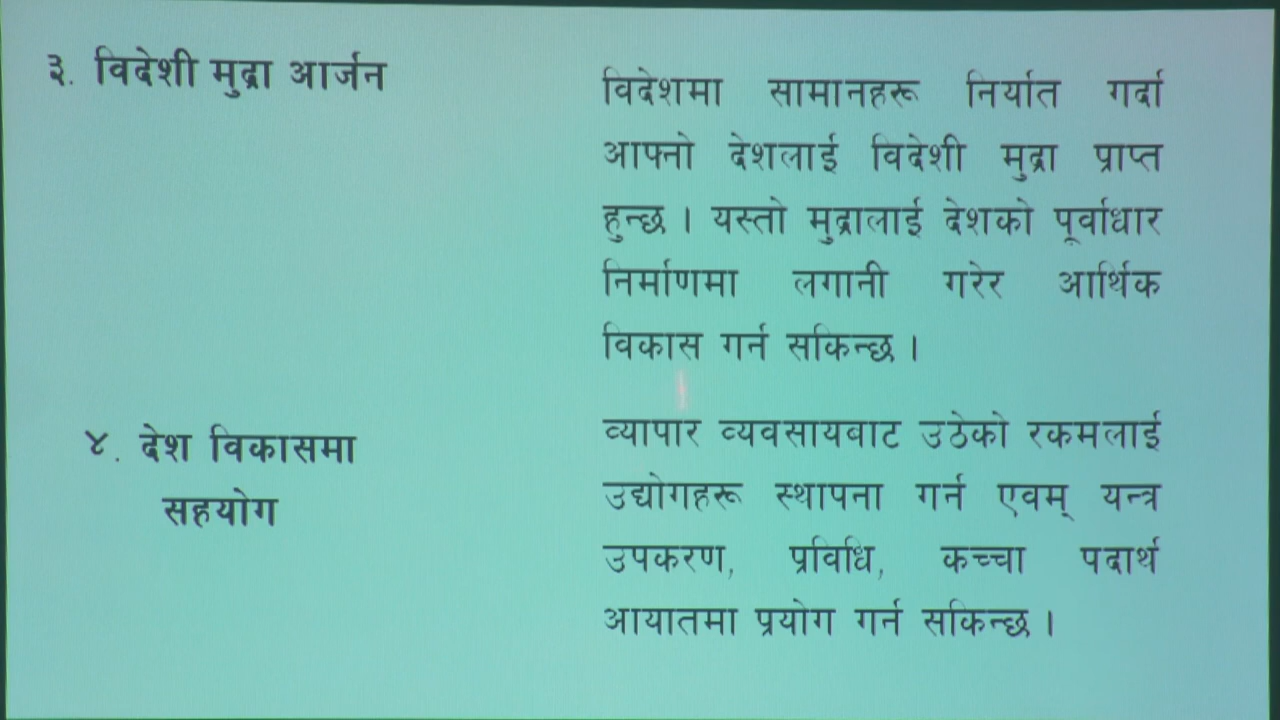 ३. विदेशी मुद्रा आर्जन
विदेशमा सामानहरू निर्यात गर्दा
आफ्नो देशलाई विदेशी मुद्रा प्राप्त
हुन्छ । यस्तो मुद्रालाई देशको पूर्वाधार
निर्माणमा लगानी गरेर आर्थिक
विकास गर्न सकिन्छ ।
४. देश विकासमा
सहयोग
व्यापार व्यवसायबाट उठेको रकमलाई
उद्योगहरू स्थापना गर्न एवम् यन्त्र
उपकरण, प्रविधि, कच्चा पदार्थ
आयातमा प्रयोग गर्न सकिन्छ ।